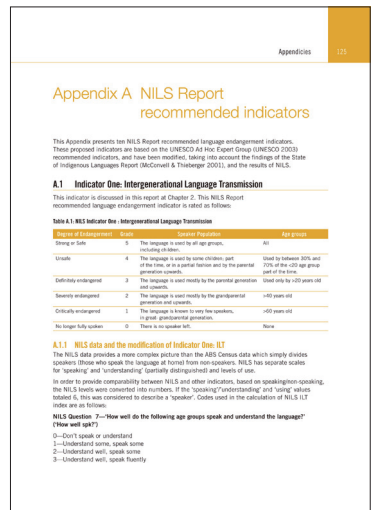 Appendicies 125
Appendix A NILS Report
recommended indicators
This Appendix presents ten NILS Report recommended language endangerment indicators.
These proposed indicators are based on the UNESCO Ad Hoc Expert Group (UNESCO 2003)
recommended indicators, and have been modified, taking into account the findings of the State
of Indigenous Languages Report (McConvell & Thieberger 2001), and the results of NILS.
A.1 Indicator One: Intergenerational Language Transmission
This indicator is discussed in this report at Chapter 2. This NILS Report
recommended language endangerment indicator is rated as follows:
Table A.1: NILS Indicator One : Intergenerational Language Transmission
Degree of Endangerment Grade Speaker Population Age groups
Strong or Safe 5 The language is used by all age groups, All
including children.
Unsafe 4 The language is used by some children, part Used by between 30% and
of the time, or in a partial fashion and by the parental 70% of the <20 age group
generation upwards. part of the time.
Definitely endangered 3 The language is used mostly by the parental generation Used only by >20 years old
and upwards.
Severely endangered 2 The language is used mostly by the grandparental >40 years old
generation and upwards.
Critically endangered 1 The language is known to very few speakers, >60 years old
in great- grandparental generation.
No longer fully spoken 0 There is no speaker left. None
A.1.1 NILS data and the modification of Indicator One: ILT
The NILS data provides a more complex picture than the ABS Census data which simply divides
speakers (those who speak the language at home) from non-speakers. NILS has separate scales
for 'speaking' and 'understanding' (partially distinguished) and levels of use.
In order to provide comparability between NILS and other indicators, based on speaking/non-speaking,
the NILS levels were converted into numbers. If the 'speaking'/'understanding' and 'using' values
totaled 6, this was considered to describe a 'speaker'. Codes used in the calculation of NILS ILT
index are as follows:
NILS Question 7—'How well do the following age groups speak and understand the language?'
('How well spk?')
0—Don't speak or understand
1—Understand some, speak some
2—Understand well, speak some
3—Understand well, speak fluently